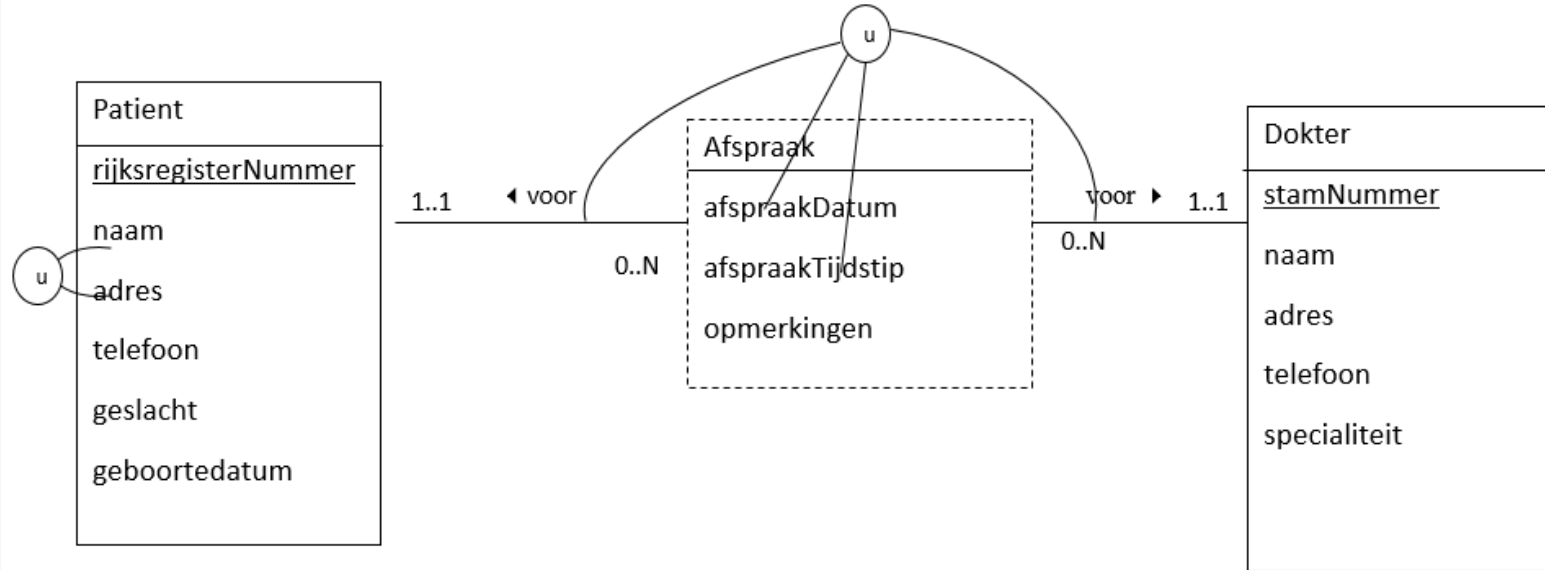 u
Patient
rijksregisterNummer
naam
adres
telefoon
geslacht
geboortedatum
u
1..1
◄ voor
0..N
Afspraak
afspraakDatum
afspraakTijdstip
opmerkingen
voor ►
1..1
0..N
Dokter
stamNummer
naam
adres
telefoon
specialiteit